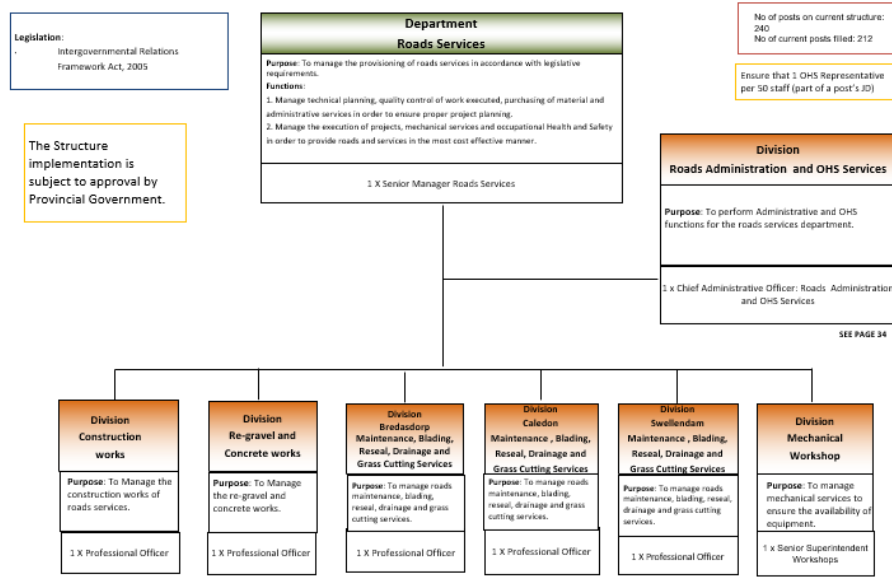 Legislation:
· Intergovernmental Relations
Framework Act, 2005
The Structure
implementation is
subject to approval by
Provincial Government.
Department
Roads Services
Purpose: To manage the provisioning of roads services in accordance with legislative
requirements.
Functions:
1. Manage technical planning, quality control of work executed, purchasing of material and
administrative services in order to ensure proper project planning.
2. Manage the execution of projects, mechanical services and occupational Health and Safety
in order to provide roads and services in the most cost effective manner.
1 X Senior Manager Roads Services
No of posts on current structure:
240
No of current posts filled: 212
Ensure that 1 OHS Representative
per 50 staff (part of a post's JD)
Division
Roads Administration and OHS Services
Purpose: To perform Administrative and OHS
functions for the roads services department.
1 x Chief Administrative Officer: Roads Administration
and OHS Services
SEE PAGE 34
Division
Construction
works
Purpose: To Manage the
construction works of
roads services.
1 X Professional Officer
Division
Re-gravel and
Concrete works
Purpose: To Manage
the re-gravel and
concrete works.
1 X Professional Officer
Division
Bredasdorp
Maintenance, Blading,
Reseal, Drainage and
Grass Cutting Services
Purpose: To manage roads
maintenance, blading,
reseal, drainage and grass
cutting services.
1 X Professional Officer
Division
Caledon
Maintenance , Blading,
Reseal, Drainage and
Grass Cutting Services
Purpose: To manage roads
maintenance, blading,
reseal, drainage and grass
cutting services.
1 X Professional Officer
Division
Swellendam
Maintenance , Blading,
Reseal, Drainage and
Grass Cutting Services
Purpose: To manage roads
maintenance, blading, reseal,
drainage and grass cutting
services.
1 X Professional Officer
Division
Mechanical
Workshop
Purpose: To manage
mechanical services to
ensure the availability of
equipment.
1 x Senior Superintendent
Workshops